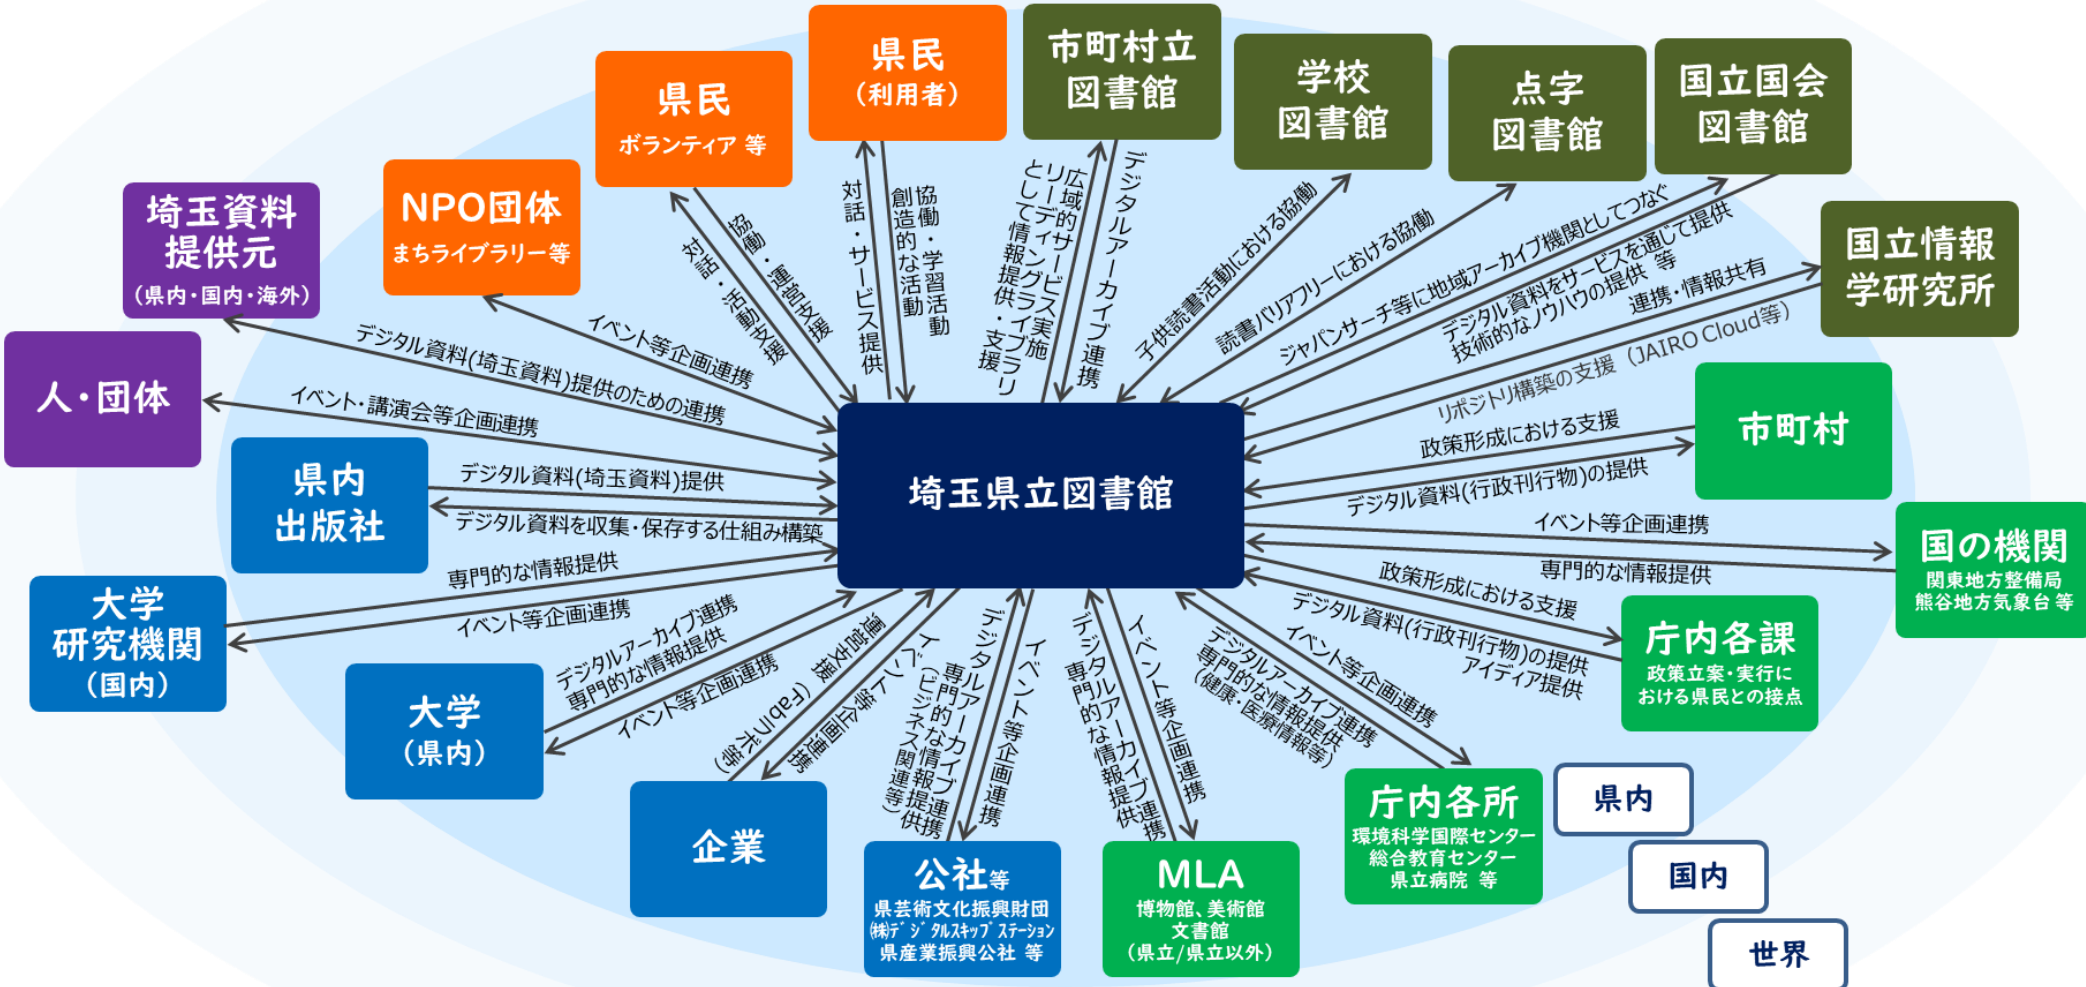 県民
（利用者）
市町村立
図書館
学校
図書館
点字
図書館
国立国会
図書館
県民
ボランティア 等
NPO団体
まちライブラリー等
埼玉資料
提供元
（県内・国内・海外）
人・団体
国立情報
学研究所
対話・活動支援
協働・運営支援
対話・サービス提供
協働・学習活動
創造的な活動
広域的サービス実施
リーディングライブラリ
として情報提供・支援
デジタルアーカイブ連携
子供読書活動における協働
読書バリアフリーにおける協働
ジャパンサーチ等に地域アーカイブ機関としてつなぐ
デジタル資料をサービスを通じて提供
技術的なノウハウの提供 等
連携・情報共有
リポジトリ構築の支援（JAIRO Cloud等）
イベント等企画連携
デジタル資料(埼玉資料)提供のための連携
イベント・講演会等企画連携
県内
出版社
デジタル資料(埼玉資料)提供
デジタル資料を収集・保存する仕組み構築
埼玉県立図書館
政策形成における支援
デジタル資料(行政刊行物)の提供
市町村
イベント等企画連携
専門的な情報提供
国の機関
関東地方整備局
熊谷地方気象台 等
大学
研究機関
（国内）
専門的な情報提供
イベント等企画連携
政策形成における支援
デジタル資料(行政刊行物)の提供
アイディア提供
庁内各課
政策立案・実行に
おける県民との接点
大学
（県内）
デジタルアーカイブ連携
専門的な情報提供
イベント等企画連携
運営支援（Fabラボ等）
イベント等企画連携
企業
デジタルアーカイブ連携
専門的な情報提供
（ビジネス関連等）
イベント等企画連携
公社等
県芸術文化振興財団
㈱ﾃﾞｼﾞﾀﾙｽｷｯﾌﾟｽﾃｰｼｮﾝ
県産業振興公社 等
デジタルアーカイブ連携
専門的な情報提供
イベント等企画連携
MLA
博物館、美術館
文書館
（県立/県立以外）
イベント等企画連携
デジタルアーカイブ連携
専門的な情報提供
（健康・医療情報等）
庁内各所
環境科学国際センター
総合教育センター
県立病院 等
県内
国内
世界